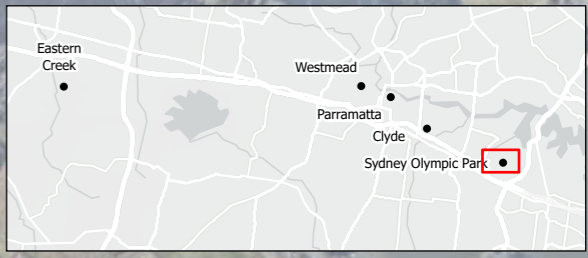 Eastern
Creek
Westmead
Parramatta
Clyde
Sydney Olympic Park